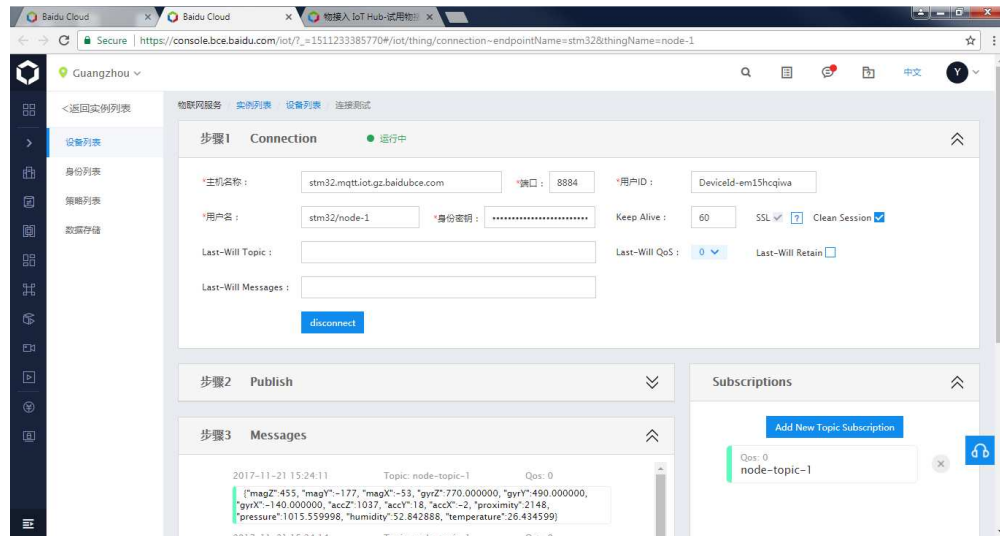 Baidu Cloud
Baidu Cloud
物接入 IoT Hub-试用物
Secure | https://console.bce.baidu.com/iot/?_=1511233385770#/iot/thing/connection~endpointName=stm32&thingName=node-1
Guangzhou
中文
Y
<返回实例列表
物联网服务 实例列表 设备列表 连接测试
设备列表
身份列表
策略列表
数据存储
步骤1 Connection 运行中
*主机名称： stm32.mqtt.iot.gz.baidubce.com *端口： 8884 *用户ID： DeviceId-em15hcqiwa
*用户名： stm32/node-1 *身份密钥： Keep Alive： 60 SSL ? Clean Session
Last-Will Topic： Last-Will QoS： 0 Last-Will Retain
Last-Will Messages：
disconnect
步骤2 Publish
Subscriptions
Add New Topic Subscription
Qos: 0
node-topic-1
步骤3 Messages
2017-11-21 15:24:11 Topic: node-topic-1 Qos: 0
{"magZ":455, "magY":-177, "magX":-53, "gyrZ":770.000000, "gyrY":490.000000,
"gyrX":-140.000000, "accZ":1037, "accY":18, "accX":-2, "proximity":2148,
"pressure":1015.559998, "humidity":52.842888, "temperature":26.434599}